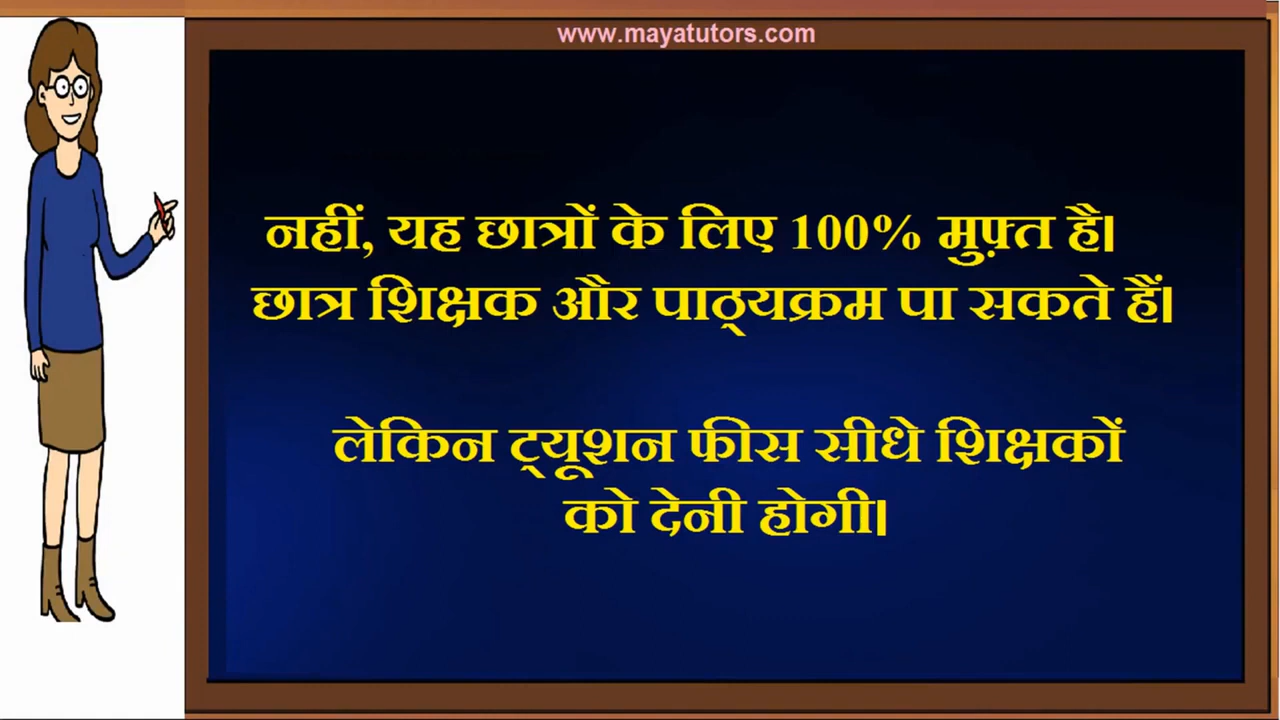 www.mayatutors.com
नहीं, यह छात्रों के लिए 100% मुफ़्त है।
छात्र शिक्षक और पाठ्यक्रम पा सकते हैं।
लेकिन ट्यूशन फीस सीधे शिक्षकों
को देनी होगी।